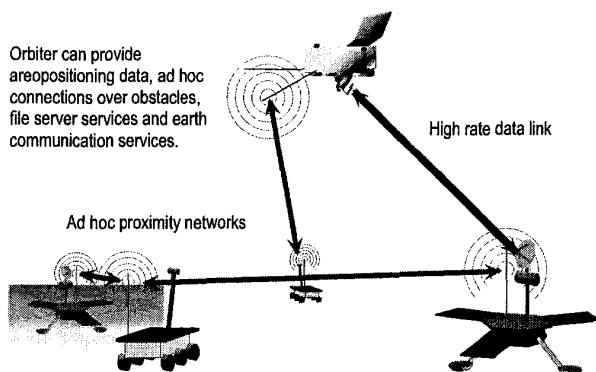 Orbiter can provide
areopositioning data, ad hoc
connections over obstacles,
file server services and earth
communication services.
High rate data link
Ad hoc proximity networks